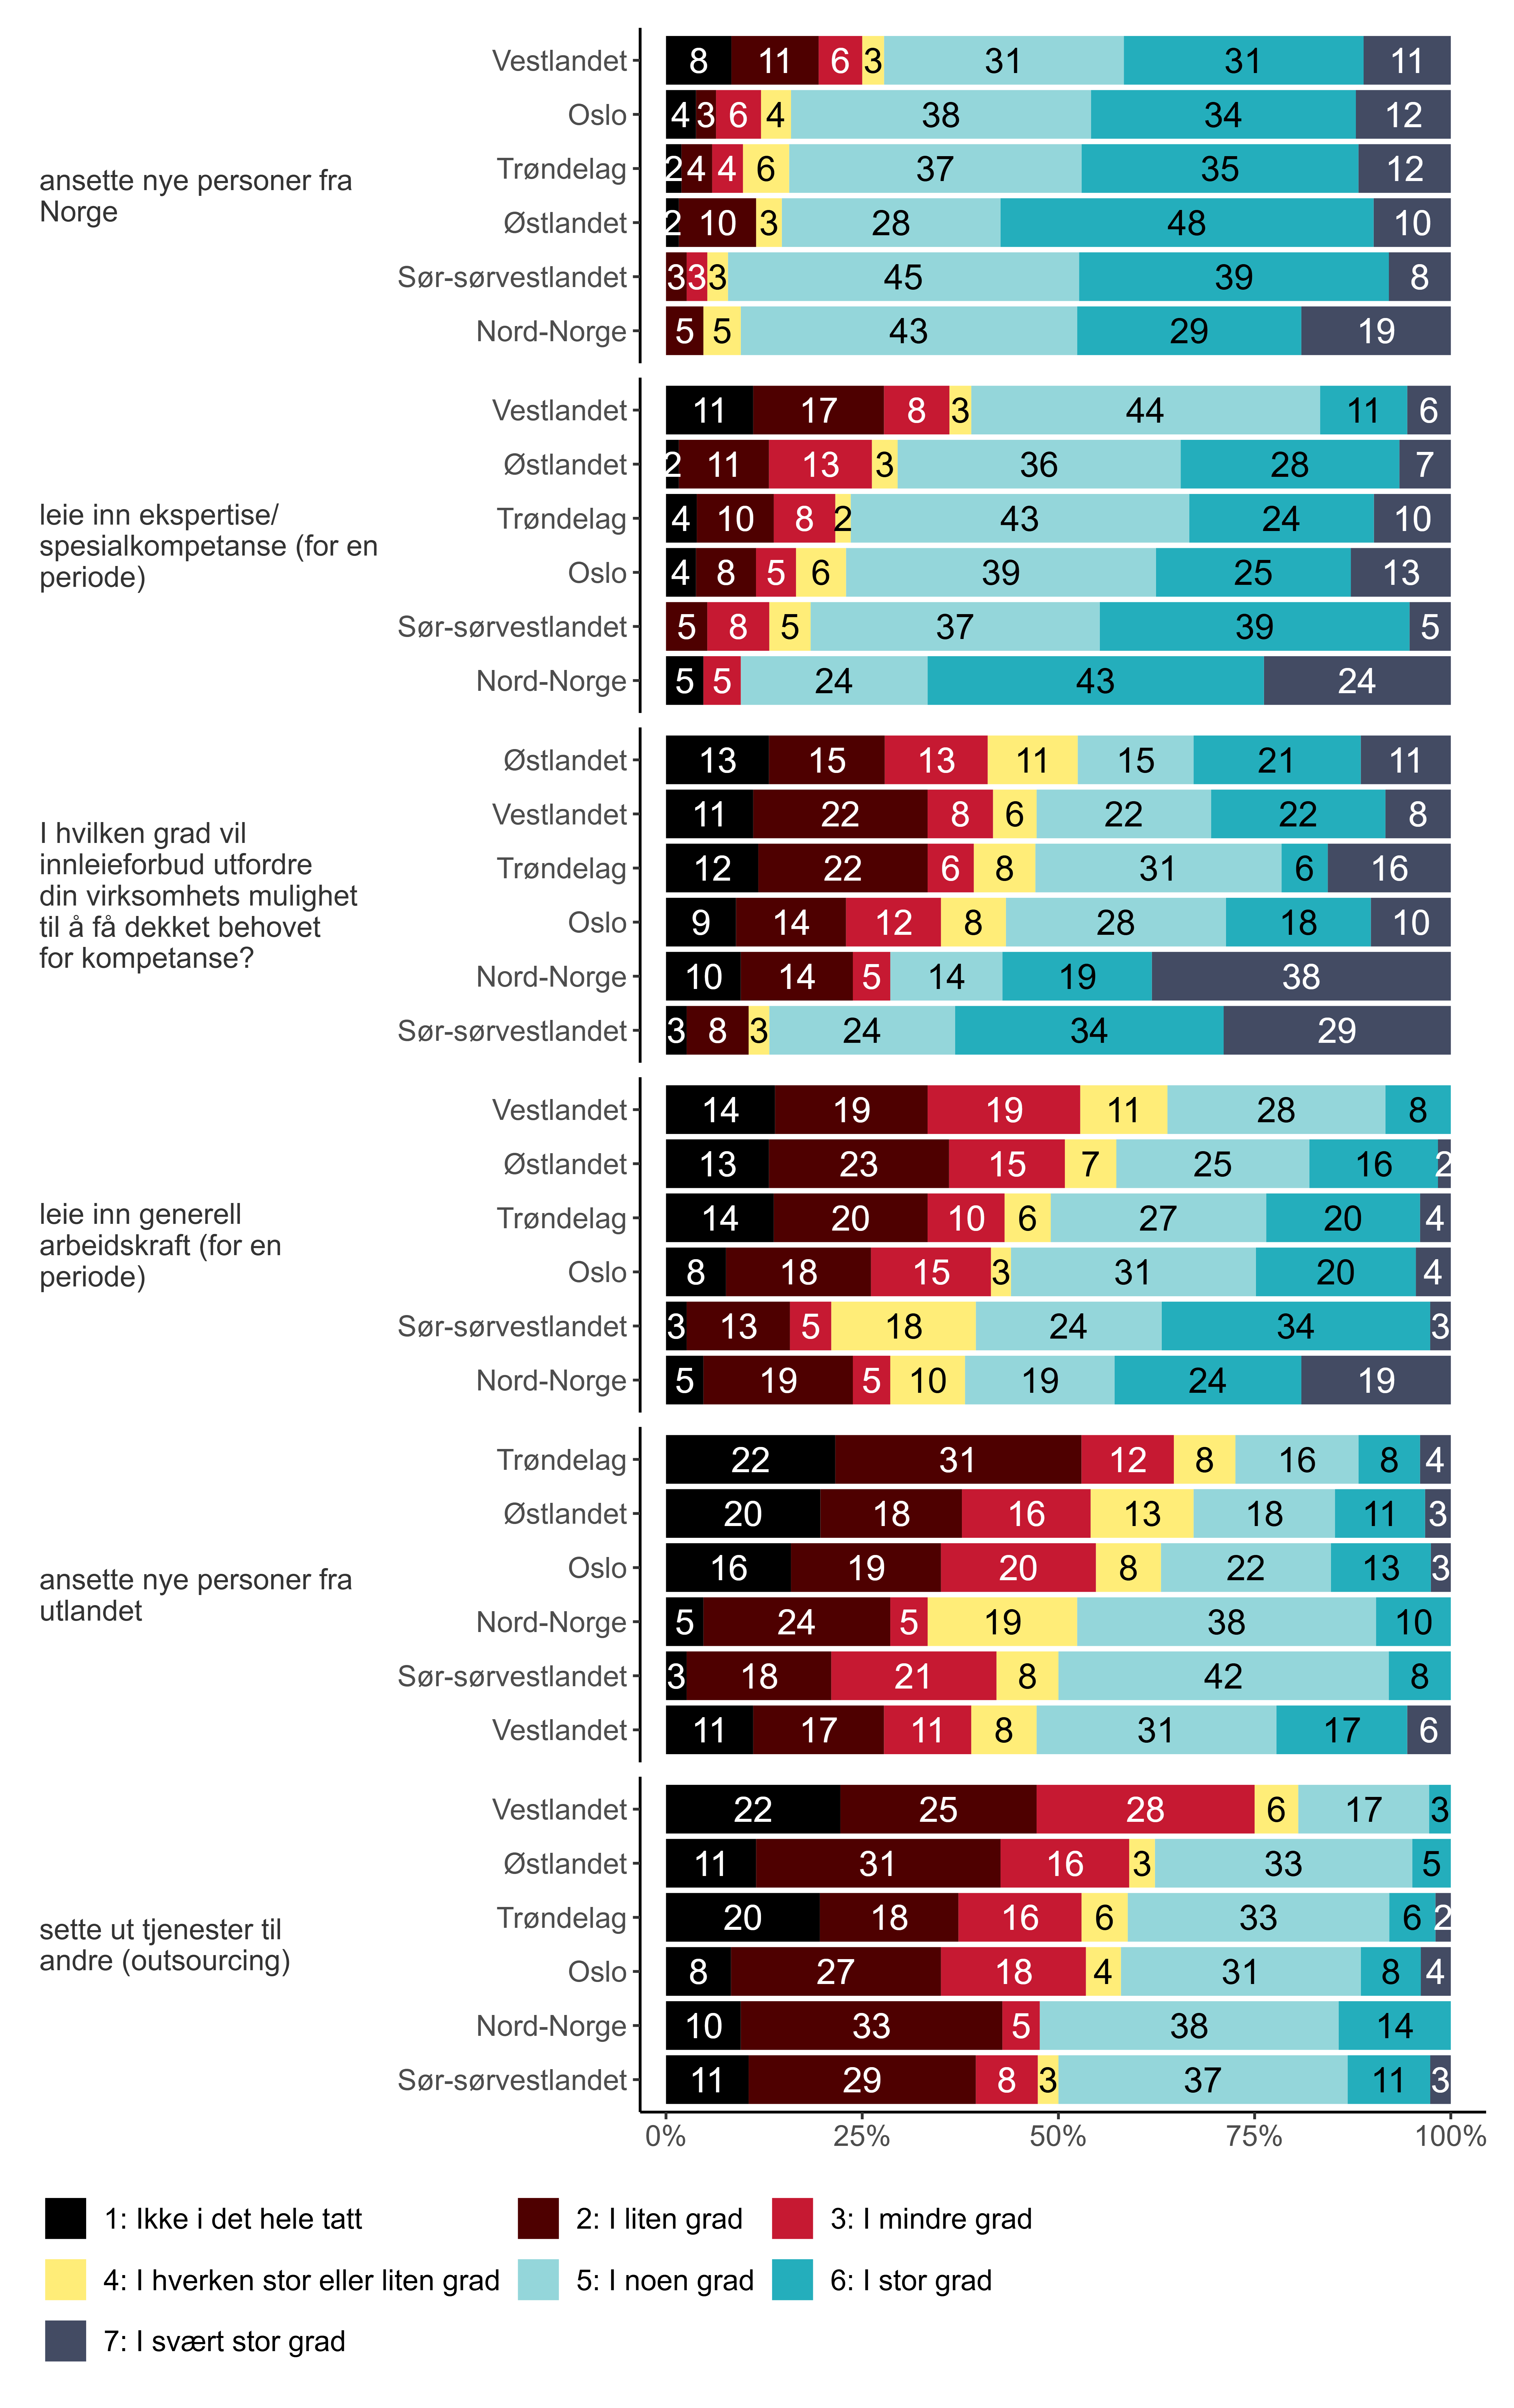 ansette nye personer fra
Norge
Vestlandet 8 11 6 3 31 31 11
Oslo 4 3 6 4 38 34 12
Trøndelag 2 4 4 6 37 35 12
Østlandet 2 10 3 28 48 10
Sør-sørvestlandet 3 3 3 45 39 8
Nord-Norge 5 5 43 29 19
leie inn ekspertise/
spesialkompetanse (for en
periode)
Vestlandet 11 17 8 3 44 11 6
Østlandet 2 11 13 3 36 28 7
Trøndelag 4 10 8 2 43 24 10
Oslo 4 8 5 6 39 25 13
Sør-sørvestlandet 5 8 5 37 39 5
Nord-Norge 5 5 24 43 24
I hvilken grad vil
innleieforbud utfordre
din virksomhets mulighet
til å få dekket behovet
for kompetanse?
Østlandet 13 15 13 11 15 21 11
Vestlandet 11 22 8 6 22 22 8
Trøndelag 12 22 6 8 31 6 16
Oslo 9 14 12 8 28 18 10
Nord-Norge 10 14 5 14 19 38
Sør-sørvestlandet 3 8 3 24 34 29
leie inn generell
arbeidskraft (for en
periode)
Vestlandet 14 19 19 11 28 8
Østlandet 13 23 15 7 25 16 2
Trøndelag 14 20 10 6 27 20 4
Oslo 8 18 15 3 31 20 4
Sør-sørvestlandet 3 13 5 18 24 34 3
Nord-Norge 5 19 5 10 19 24 19
ansette nye personer fra
utlandet
Trøndelag 22 31 12 8 16 8 4
Østlandet 20 18 16 13 18 11 3
Oslo 16 19 20 8 22 13 3
Nord-Norge 5 24 5 19 38 10
Sør-sørvestlandet 3 18 21 8 42 8
Vestlandet 11 17 11 8 31 17 6
sette ut tjenester til
andre (outsourcing)
Vestlandet 22 25 28 6 17 3
Østlandet 11 31 16 3 33 5
Trøndelag 20 18 16 6 33 6 2
Oslo 8 27 18 4 31 8 4
Nord-Norge 10 33 5 38 14
Sør-sørvestlandet 11 29 8 3 37 11 3
0% 25% 50% 75% 100%
1: Ikke i det hele tatt 2: I liten grad 3: I mindre grad
4: I hverken stor eller liten grad 5: I noen grad 6: I stor grad
7: I svært stor grad